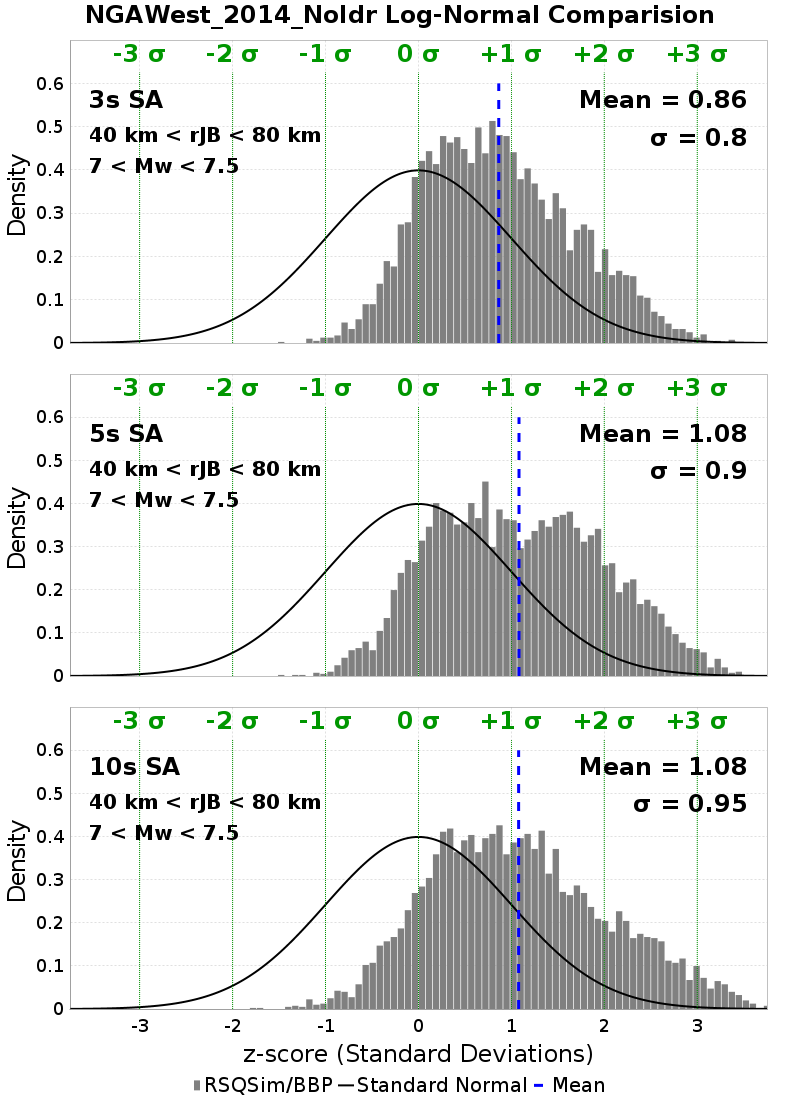 NGAWest_2014_NoIdr Log-Normal Comparision
-3 σ -2 σ -1 σ 0 σ +1 σ +2 σ +3 σ
3s SA
40 km < rJB < 80 km
7 < Mw < 7.5
Mean = 0.86
σ = 0.8
0.6
0.5
0.4
0.3
0.2
0.1
0
Density
-3 σ -2 σ -1 σ 0 σ +1 σ +2 σ +3 σ
5s SA
40 km < rJB < 80 km
7 < Mw < 7.5
Mean = 1.08
σ = 0.9
0.6
0.5
0.4
0.3
0.2
0.1
0
Density
-3 σ -2 σ -1 σ 0 σ +1 σ +2 σ +3 σ
10s SA
40 km < rJB < 80 km
7 < Mw < 7.5
Mean = 1.08
σ = 0.95
0.6
0.5
0.4
0.3
0.2
0.1
0
Density
-3 -2 -1 0 1 2 3
z-score (Standard Deviations)
RSQSim/BBP Standard Normal Mean